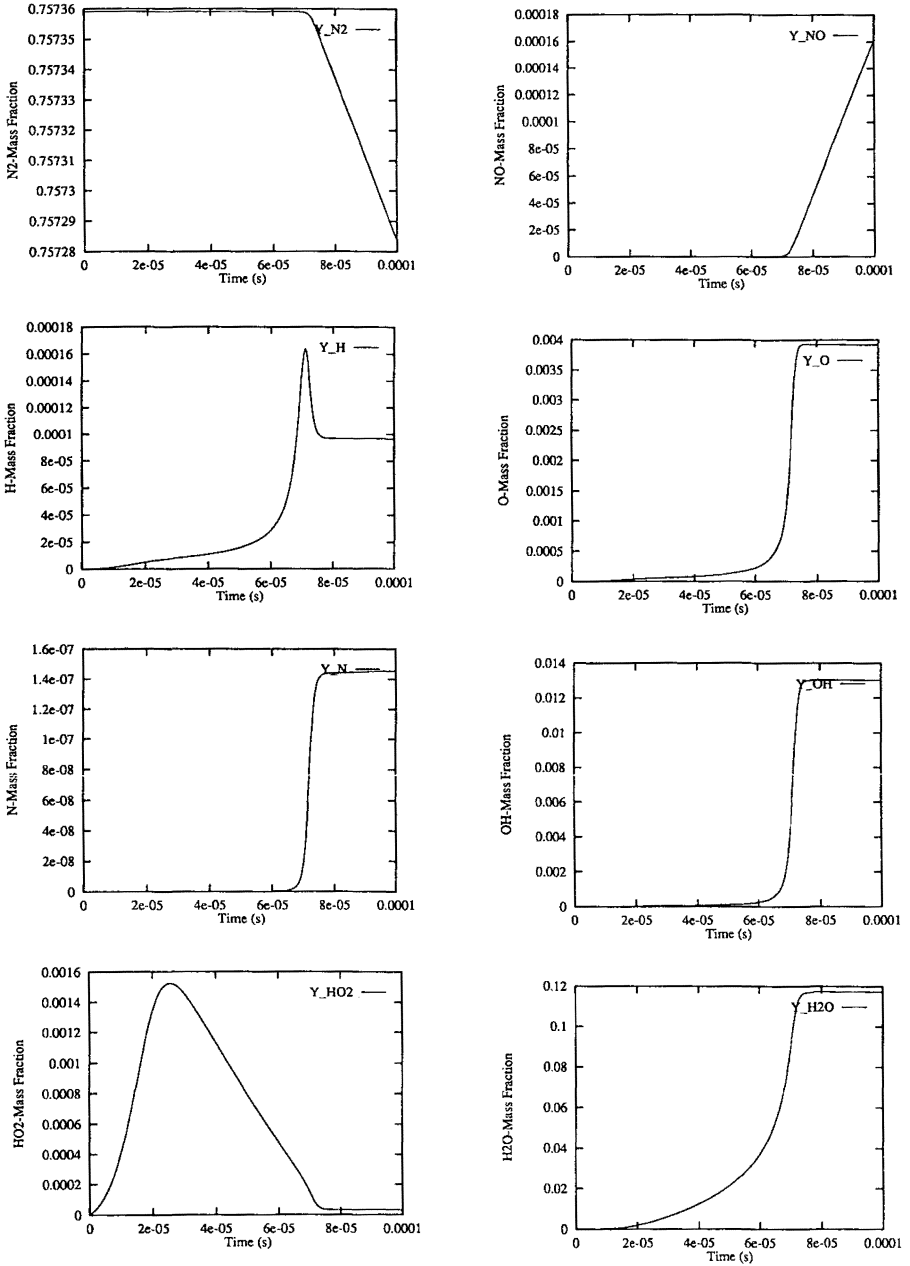 0.75736
0.75735
0.75734
0.75733
0.75732
0.75731
0.7573
0.75729
0.75728
N2-Mass Fraction
Y_N2
0 2e-05 4e-05 6e-05 8e-05 0.0001
Time (s)
0.00018
0.00016
0.00014
0.00012
0.0001
8e-05
6e-05
4e-05
2e-05
0
NO-Mass Fraction
Y_NO
0 2e-05 4e-05 6e-05 8e-05 0.0001
Time (s)
0.00018
0.00016
0.00014
0.00012
0.0001
8e-05
6e-05
4e-05
2e-05
0
H-Mass Fraction
Y_H
0 2e-05 4e-05 6e-05 8e-05 0.0001
Time (s)
0.004
0.0035
0.003
0.0025
0.002
0.0015
0.001
0.0005
0
O-Mass Fraction
Y_O
0 2e-05 4e-05 6e-05 8e-05 0.0001
Time (s)
1.6e-07
1.4e-07
1.2e-07
1e-07
8e-08
6e-08
4e-08
2e-08
0
N-Mass Fraction
Y_N
0 2e-05 4e-05 6e-05 8e-05 0.0001
Time (s)
0.014
0.012
0.01
0.008
0.006
0.004
0.002
0
OH-Mass Fraction
Y_OH
0 2e-05 4e-05 6e-05 8e-05 0.0001
Time (s)
0.0016
0.0014
0.0012
0.001
0.0008
0.0006
0.0004
0.0002
0
HO2-Mass Fraction
Y_HO2
0 2e-05 4e-05 6e-05 8e-05 0.0001
Time (s)
0.12
0.1
0.08
0.06
0.04
0.02
0
H2O-Mass Fraction
Y_H2O
0 2e-05 4e-05 6e-05 8e-05 0.0001
Time (s)